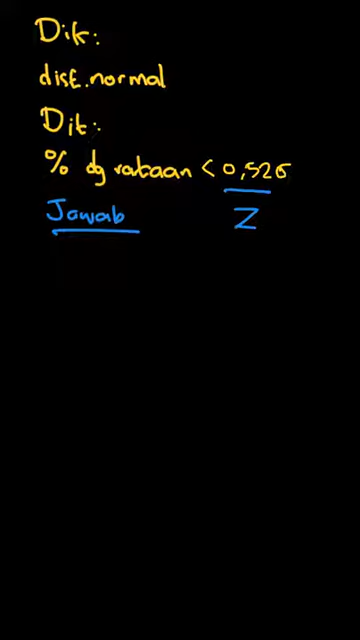 Dik:
dist.normal
Dit:
% dg rataan < 0,52σ
Jawab Z